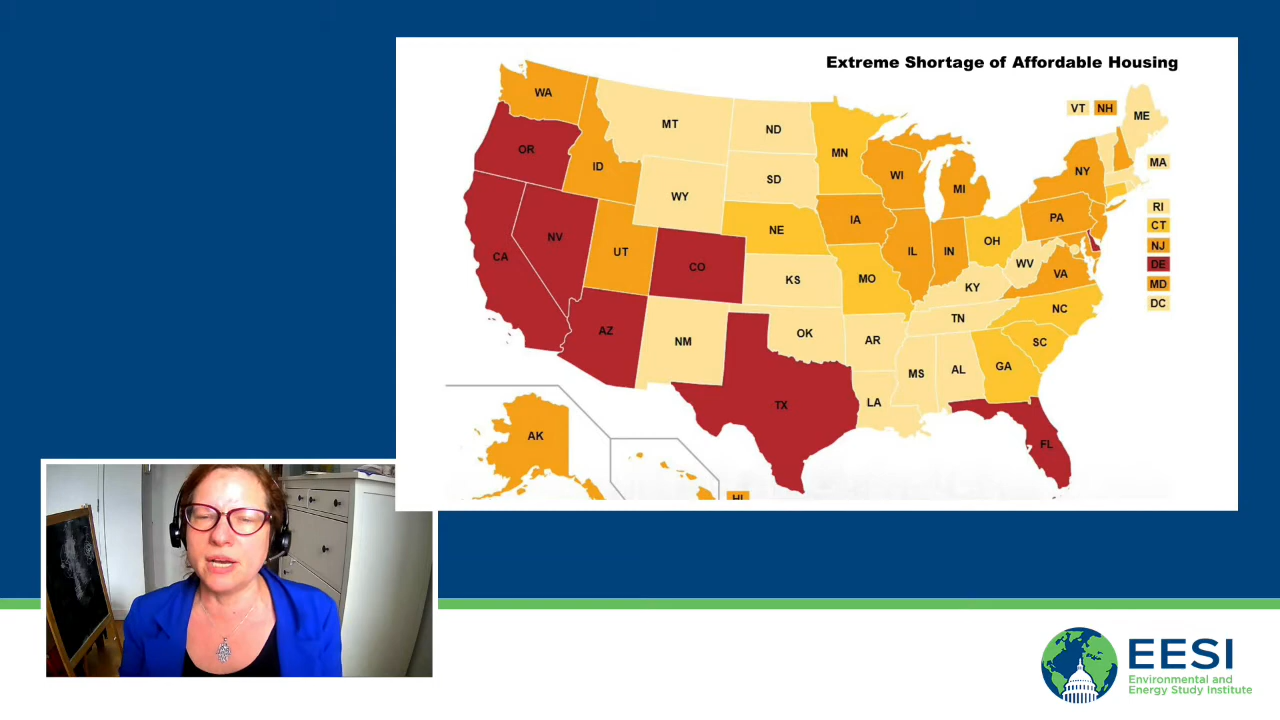 Extreme Shortage of Affordable Housing
WA
MT
ND
MN
VT
NH
ME
OR
ID
SD
WI
MI
NY
MA
WY
IA
PA
RI
NE
CT
NV
UT
CO
IL
IN
OH
NJ
CA
KS
MO
WV
VA
DE
KY
MD
AZ
NM
OK
AR
TN
NC
DC
SC
MS
AL
GA
TX
LA
AK
FL
HI
EESI
Environmental and
Energy Study Institute